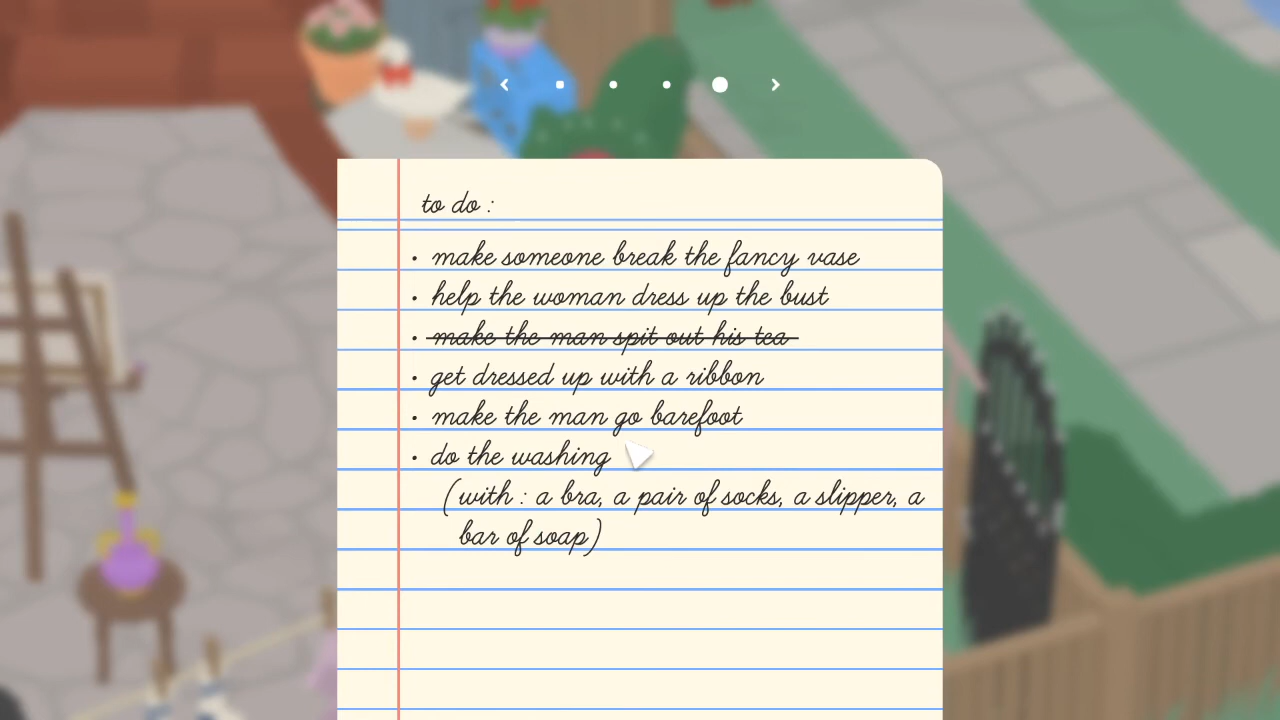 to do :
• make someone break the fancy vase
• help the woman dress up the bust
• make the man spit out his tea
• get dressed up with a ribbon
• make the man go barefoot
• do the washing
(with : a bra, a pair of socks, a slipper, a
bar of soap)